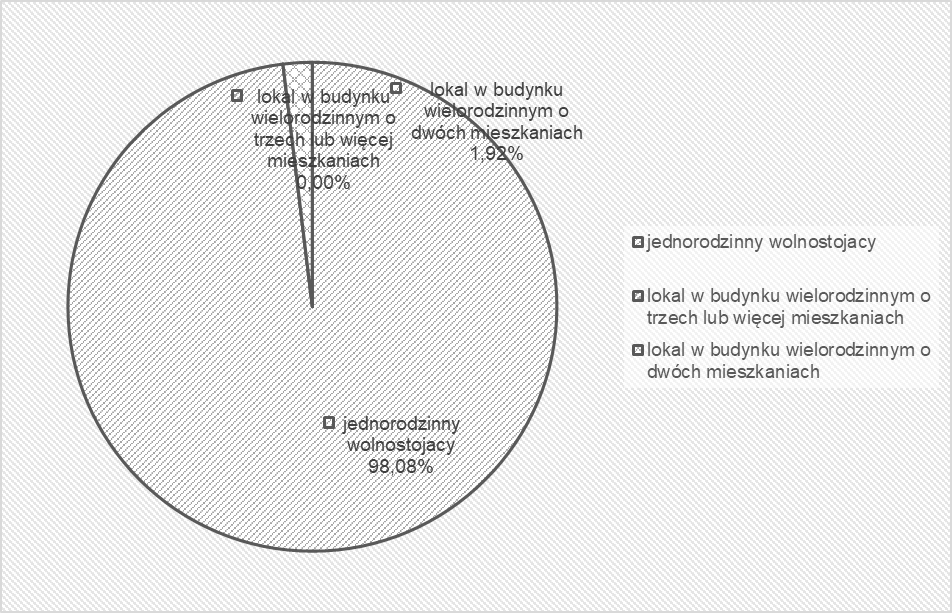 lokal w budynku
wielorodzinnym o
trzech lub więcej
mieszkaniach
0,00%
lokal w budynku
wielorodzinnym o
dwóch mieszkaniach
1,92%
jednorodzinny
wolnostojacy
98,08%
jednorodzinny wolnostojacy
lokal w budynku wielorodzinnym o
trzech lub więcej mieszkaniach
lokal w budynku wielorodzinnym o
dwóch mieszkaniach